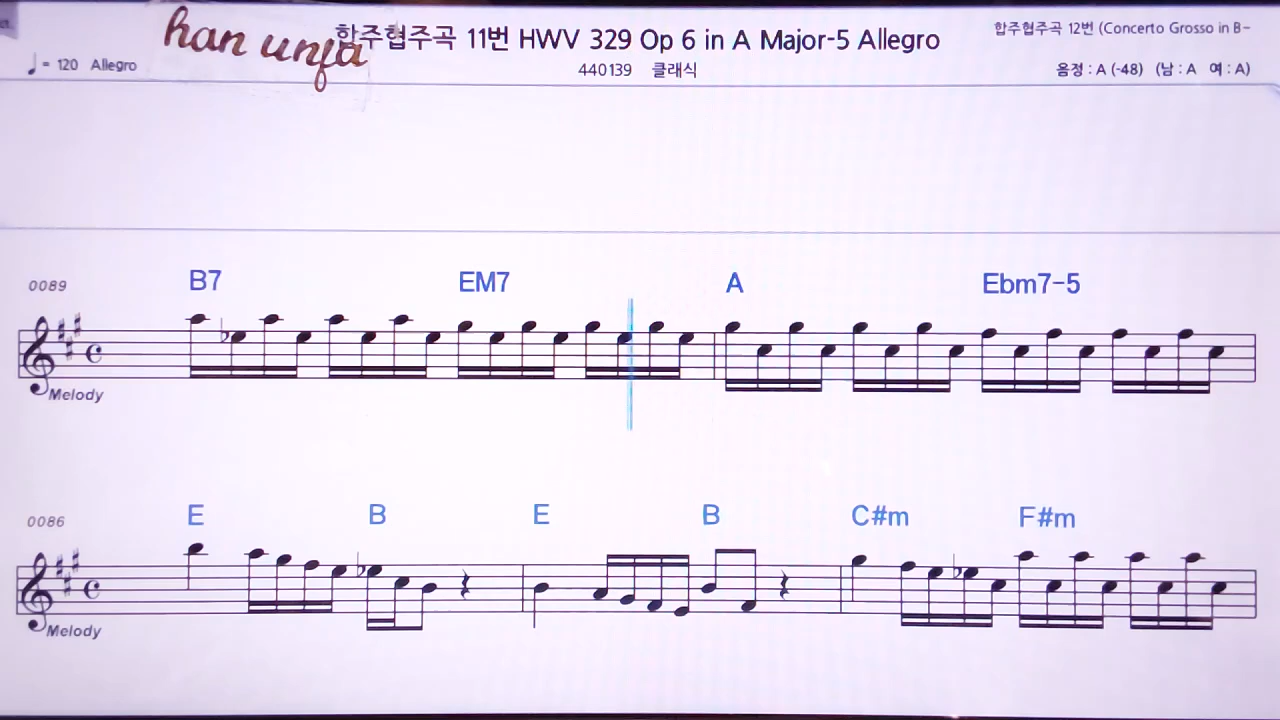 han unfa
합주협주곡 11번 HWV 329 Op 6 in A Major-5 Allegro
합주협주곡 12번 (Concerto Grosso in B-
♩= 120 Allegro
440139 클래식
음정 : A (-48) (남 : A 여 : A)
0089
B7 EM7 A Ebm7-5
Melody
0086
E B E B C#m F#m
Melody